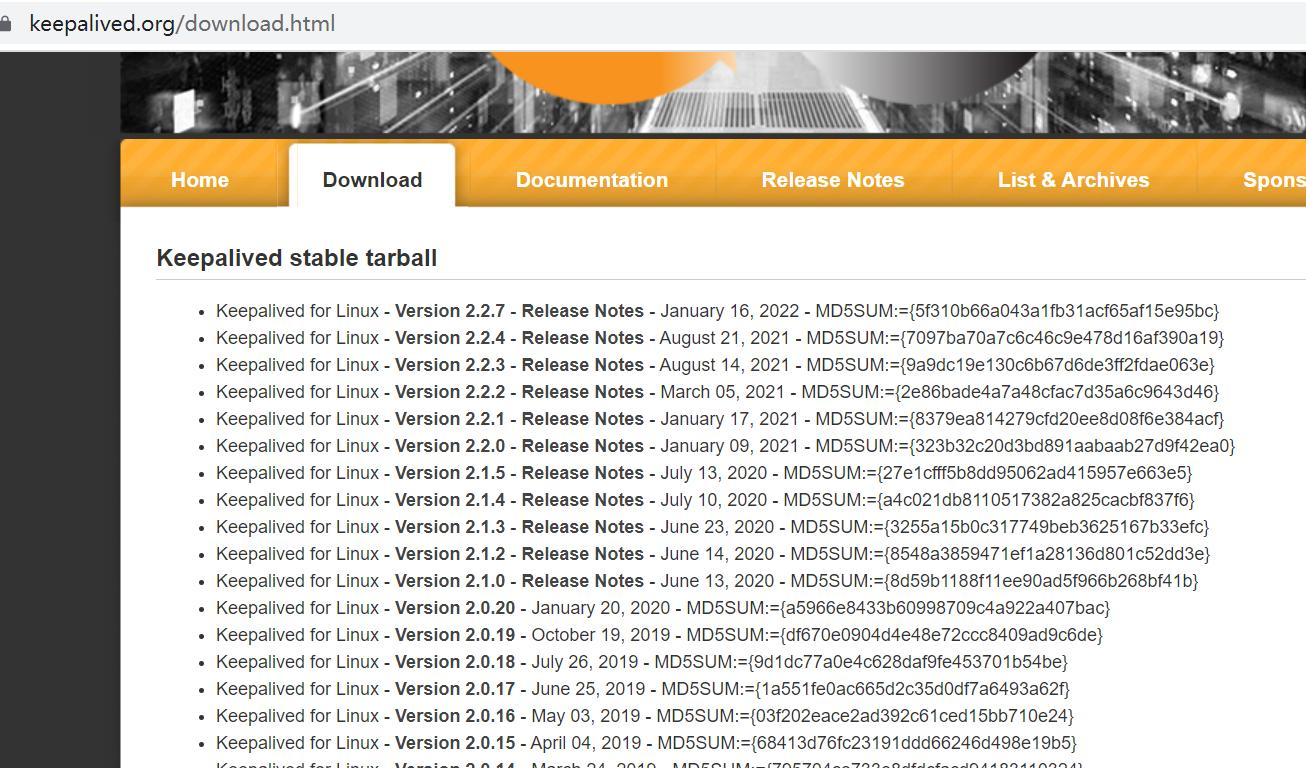 keepalived.org/download.html
Home Download Documentation Release Notes List & Archives Spons
Keepalived stable tarball
• Keepalived for Linux - Version 2.2.7 - Release Notes - January 16, 2022 - MD5SUM:={5f310b66a043a1fb31acf65af15e95bc}
• Keepalived for Linux - Version 2.2.4 - Release Notes - August 21, 2021 - MD5SUM:={7097ba70a7c6c46c9e478d16af390a19}
• Keepalived for Linux - Version 2.2.3 - Release Notes - August 14, 2021 - MD5SUM:={9a9dc19e130c6b67d6de3ff2fdae063e}
• Keepalived for Linux - Version 2.2.2 - Release Notes - March 05, 2021 - MD5SUM:={2e86bade4a7a48cfac7d35a6c9643d46}
• Keepalived for Linux - Version 2.2.1 - Release Notes - January 17, 2021 - MD5SUM:={8379ea814279cfd20ee8d08f6e384acf}
• Keepalived for Linux - Version 2.2.0 - Release Notes - January 09, 2021 - MD5SUM:={323b32c20d3bd891aabaab27d9f42ea0}
• Keepalived for Linux - Version 2.1.5 - Release Notes - July 13, 2020 - MD5SUM:={27e1cfff5b8dd95062ad415957e663e5}
• Keepalived for Linux - Version 2.1.4 - Release Notes - July 10, 2020 - MD5SUM:={a4c021db8110517382a825cacbf837f6}
• Keepalived for Linux - Version 2.1.3 - Release Notes - June 23, 2020 - MD5SUM:={3255a15b0c317749beb3625167b33efc}
• Keepalived for Linux - Version 2.1.2 - Release Notes - June 14, 2020 - MD5SUM:={8548a3859471ef1a28136d801c52dd3e}
• Keepalived for Linux - Version 2.1.0 - Release Notes - June 13, 2020 - MD5SUM:={8d59b1188f11ee90ad5f966b268bf41b}
• Keepalived for Linux - Version 2.0.20 - January 20, 2020 - MD5SUM:={a5966e8433b60998709c4a922a407bac}
• Keepalived for Linux - Version 2.0.19 - October 19, 2019 - MD5SUM:={df670e0904d4e48e72ccc8409ad9c6de}
• Keepalived for Linux - Version 2.0.18 - July 26, 2019 - MD5SUM:={9d1dc77a0e4c628daf9fe453701b54be}
• Keepalived for Linux - Version 2.0.17 - June 25, 2019 - MD5SUM:={1a551fe0ac665d2c35d0df7a6493a62f}
• Keepalived for Linux - Version 2.0.16 - May 03, 2019 - MD5SUM:={03f202eace2ad392c61ced15bb710e24}
• Keepalived for Linux - Version 2.0.15 - April 04, 2019 - MD5SUM:={68413d76fc23191ddd66246d498e19b5}
• Keepalived for Linux - Version 2.0.14 - March 24, 2019